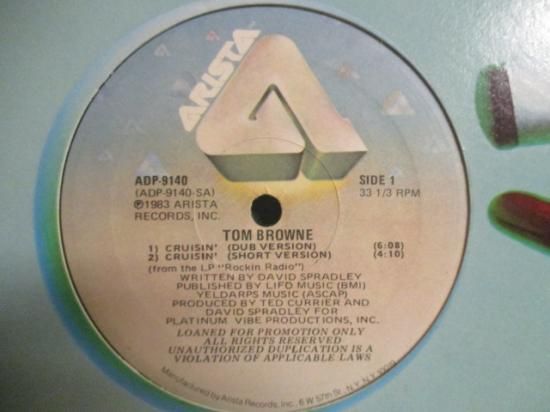 ARISTA
ADP-9140
(ADP-9140-SA)
℗1983 ARISTA
RECORDS, INC.
SIDE 1
33 1/3 RPM
TOM BROWNE
1) CRUISIN' (DUB VERSION) (6:08)
2) CRUISIN' (SHORT VERSION) (4:10)
(from the LP "Rockin Radio")
WRITTEN BY DAVID SPRADLEY
PUBLISHED BY LIFO MUSIC (BMI)
YELDARPS MUSIC (ASCAP)
PRODUCED BY TED CURRIER AND
DAVID SPRADLEY FOR
PLATINUM VIBE PRODUCTIONS, INC.
LOANED FOR PROMOTION ONLY
ALL RIGHTS RESERVED
UNAUTHORIZED DUPLICATION IS A
VIOLATION OF APPLICABLE LAWS
Manufactured by Arista Records, Inc., 6 W 57th St., N.Y., N.Y.